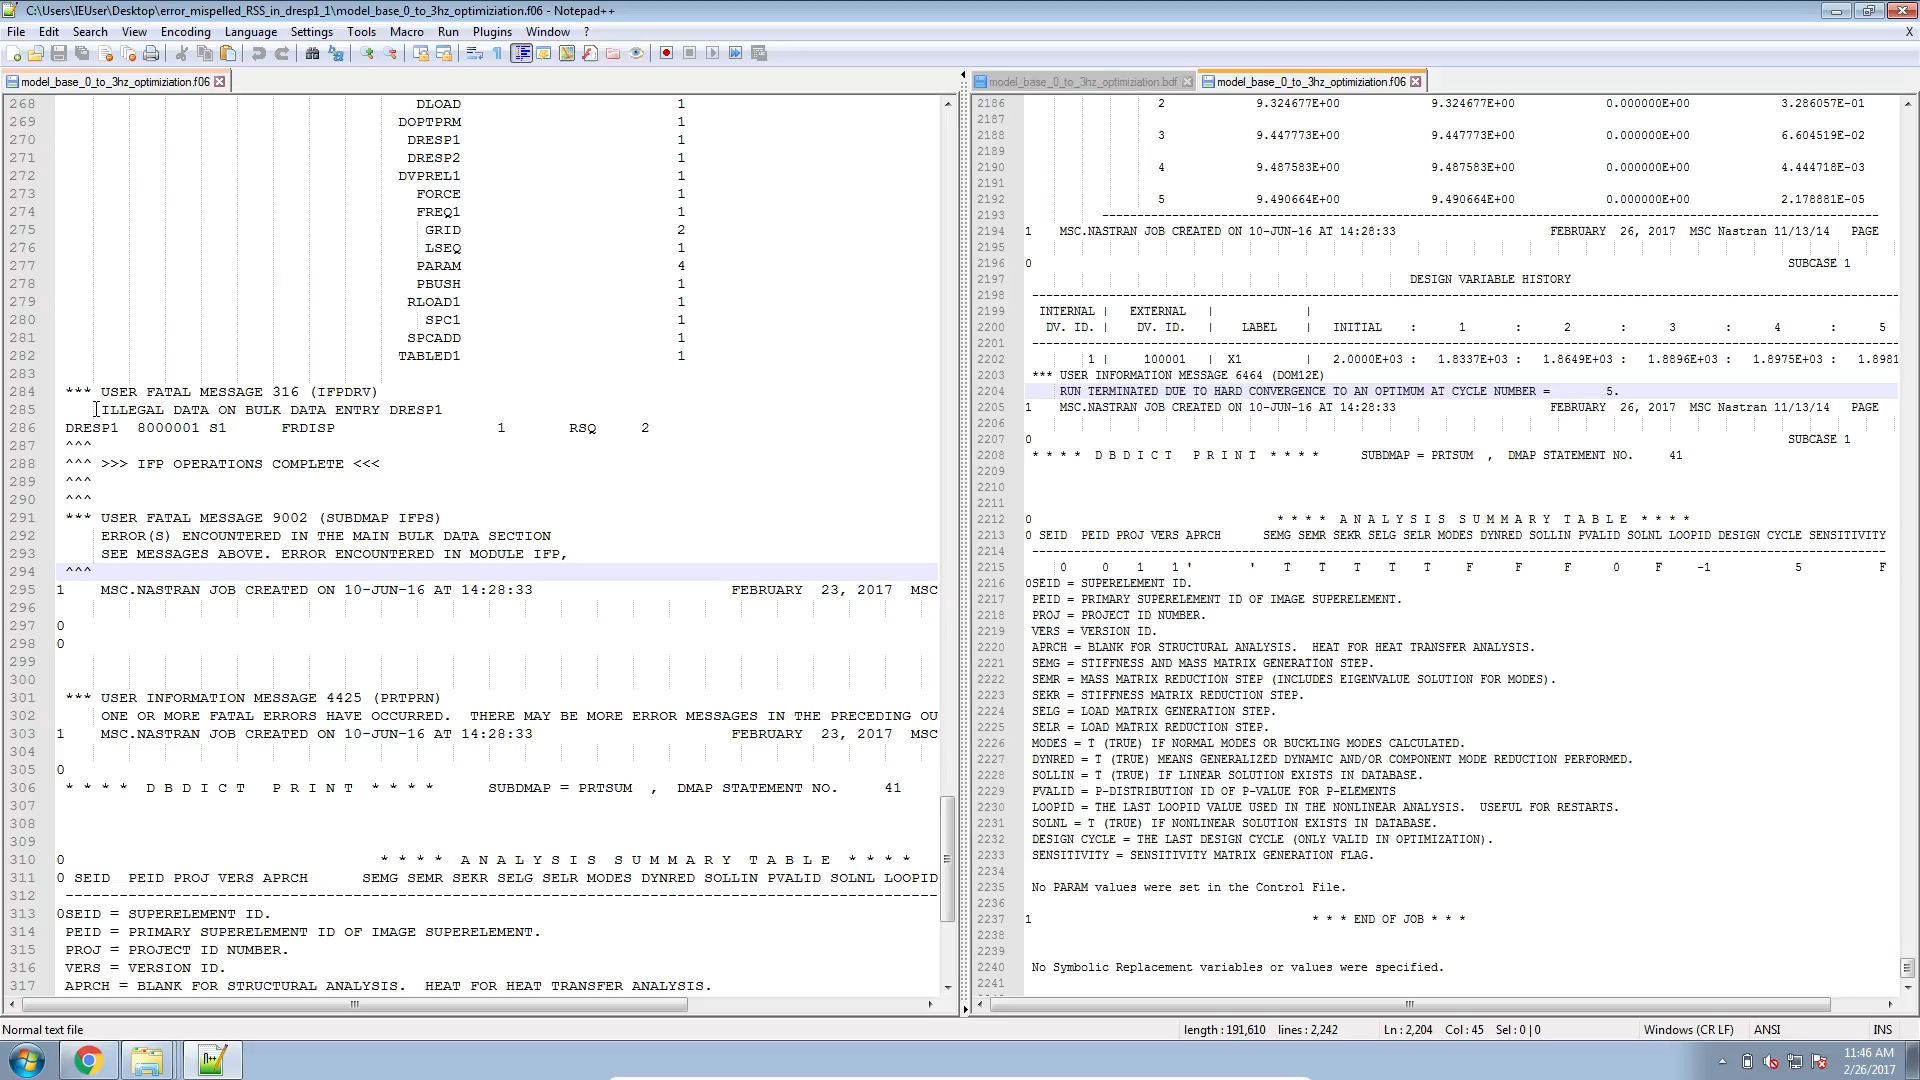 C:\Users\IEUser\Desktop\error_mispelled_RSS_in_dresp1_1\model_base_0_to_3hz_optimiziation.f06 - Notepad++
File Edit Search View Encoding Language Settings Tools Macro Run Plugins Window ? X
model_base_0_to_3hz_optimiziation.f06
268 DLOAD 1
269 DOPTPRM 1
270 DRESP1 1
271 DRESP2 1
272 DVPREL1 1
273 FORCE 1
274 FREQ1 1
275 GRID 2
276 LSEQ 1
277 PARAM 4
278 PBUSH 1
279 RLOAD1 1
280 SPC1 1
281 SPCADD 1
282 TABLED1 1
283
284 *** USER FATAL MESSAGE 316 (IFPDRV)
285 ILLEGAL DATA ON BULK DATA ENTRY DRESP1
286 DRESP1 8000001 S1 FRDISP 1 RSQ 2
287 ^^^
288 ^^^ >>> IFP OPERATIONS COMPLETE <<<
289 ^^^
290 ^^^
291 *** USER FATAL MESSAGE 9002 (SUBDMAP IFPS)
292 ERROR(S) ENCOUNTERED IN THE MAIN BULK DATA SECTION
293 SEE MESSAGES ABOVE. ERROR ENCOUNTERED IN MODULE IFP,
294 ^^^
295 1 MSC.NASTRAN JOB CREATED ON 10-JUN-16 AT 14:28:33 FEBRUARY 23, 2017 MSC
296
297 0
298 0
299
300
301 *** USER INFORMATION MESSAGE 4425 (PRTPRN)
302 ONE OR MORE FATAL ERRORS HAVE OCCURRED. THERE MAY BE MORE ERROR MESSAGES IN THE PRECEDING OU
303 1 MSC.NASTRAN JOB CREATED ON 10-JUN-16 AT 14:28:33 FEBRUARY 23, 2017 MSC
304
305 0
306 * * * * D B D I C T P R I N T * * * * SUBDMAP = PRTSUM , DMAP STATEMENT NO. 41
307
308
309
310 0 * * * * A N A L Y S I S S U M M A R Y T A B L E * * * *
311 0 SEID PEID PROJ VERS APRCH SEMG SEMR SEKR SELG SELR MODES DYNRED SOLLIN PVALID SOLNL LOOPID
312 --------------------------------------------------------------------------------------------------
313 0SEID = SUPERELEMENT ID.
314 PEID = PRIMARY SUPERELEMENT ID OF IMAGE SUPERELEMENT.
315 PROJ = PROJECT ID NUMBER.
316 VERS = VERSION ID.
317 APRCH = BLANK FOR STRUCTURAL ANALYSIS. HEAT FOR HEAT TRANSFER ANALYSIS.
model_base_0_to_3hz_optimiziation.bdf model_base_0_to_3hz_optimiziation.f06
2186 2 9.324677E+00 9.324677E+00 0.000000E+00 3.286057E-01
2187
2188 3 9.447773E+00 9.447773E+00 0.000000E+00 6.604519E-02
2189
2190 4 9.487583E+00 9.487583E+00 0.000000E+00 4.444718E-03
2191
2192 5 9.490664E+00 9.490664E+00 0.000000E+00 2.178881E-05
2193 --------------------------------------------------------------------------------------------------
2194 1 MSC.NASTRAN JOB CREATED ON 10-JUN-16 AT 14:28:33 FEBRUARY 26, 2017 MSC Nastran 11/13/14 PAGE
2195
2196 0 SUBCASE 1
2197 DESIGN VARIABLE HISTORY
2198 --------------------------------------------------------------------------------------------------
2199 INTERNAL | EXTERNAL | |
2200 DV. ID. | DV. ID. | LABEL | INITIAL : 1 : 2 : 3 : 4 : 5
2201 --------------------------------------------------------------------------------------------------
2202 1 | 100001 | X1 | 2.0000E+03 : 1.8337E+03 : 1.8649E+03 : 1.8896E+03 : 1.8975E+03 : 1.8981
2203 *** USER INFORMATION MESSAGE 6464 (DOM12E)
2204 RUN TERMINATED DUE TO HARD CONVERGENCE TO AN OPTIMUM AT CYCLE NUMBER = 5.
2205 1 MSC.NASTRAN JOB CREATED ON 10-JUN-16 AT 14:28:33 FEBRUARY 26, 2017 MSC Nastran 11/13/14 PAGE
2206
2207 0 SUBCASE 1
2208 * * * * D B D I C T P R I N T * * * * SUBDMAP = PRTSUM , DMAP STATEMENT NO. 41
2209
2210
2211
2212 0 * * * * A N A L Y S I S S U M M A R Y T A B L E * * * *
2213 0 SEID PEID PROJ VERS APRCH SEMG SEMR SEKR SELG SELR MODES DYNRED SOLLIN PVALID SOLNL LOOPID DESIGN CYCLE SENSITIVITY
2214 --------------------------------------------------------------------------------------------------
2215 0 0 1 1 ' ' T T T T T F F F 0 F -1 5 F
2216 0SEID = SUPERELEMENT ID.
2217 PEID = PRIMARY SUPERELEMENT ID OF IMAGE SUPERELEMENT.
2218 PROJ = PROJECT ID NUMBER.
2219 VERS = VERSION ID.
2220 APRCH = BLANK FOR STRUCTURAL ANALYSIS. HEAT FOR HEAT TRANSFER ANALYSIS.
2221 SEMG = STIFFNESS AND MASS MATRIX GENERATION STEP.
2222 SEMR = MASS MATRIX REDUCTION STEP (INCLUDES EIGENVALUE SOLUTION FOR MODES).
2223 SEKR = STIFFNESS MATRIX REDUCTION STEP.
2224 SELG = LOAD MATRIX GENERATION STEP.
2225 SELR = LOAD MATRIX REDUCTION STEP.
2226 MODES = T (TRUE) IF NORMAL MODES OR BUCKLING MODES CALCULATED.
2227 DYNRED = T (TRUE) MEANS GENERALIZED DYNAMIC AND/OR COMPONENT MODE REDUCTION PERFORMED.
2228 SOLLIN = T (TRUE) IF LINEAR SOLUTION EXISTS IN DATABASE.
2229 PVALID = P-DISTRIBUTION ID OF P-VALUE FOR P-ELEMENTS
2230 LOOPID = THE LAST LOOPID VALUE USED IN THE NONLINEAR ANALYSIS. USEFUL FOR RESTARTS.
2231 SOLNL = T (TRUE) IF NONLINEAR SOLUTION EXISTS IN DATABASE.
2232 DESIGN CYCLE = THE LAST DESIGN CYCLE (ONLY VALID IN OPTIMIZATION).
2233 SENSITIVITY = SENSITIVITY MATRIX GENERATION FLAG.
2234
2235 No PARAM values were set in the Control File.
2236
2237 1 * * * END OF JOB * * *
2238
2239
2240 No Symbolic Replacement variables or values were specified.
2241
Normal text file length : 191,610 lines : 2,242 Ln : 2,204 Col : 45 Sel : 0 | 0 Windows (CR LF) ANSI INS
11:46 AM
2/26/2017